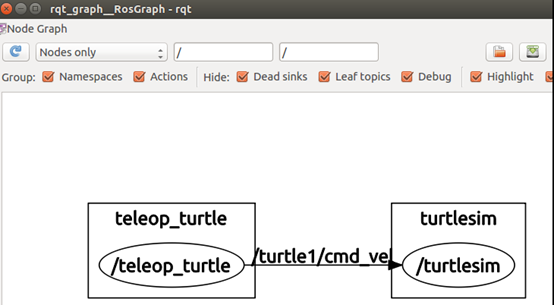 rqt_graph__RosGraph - rqt
Node Graph
Nodes only / /
Group: Namespaces Actions Hide: Dead sinks Leaf topics Debug Highlight
teleop_turtle turtlesim
/teleop_turtle /turtle1/cmd_vel /turtlesim